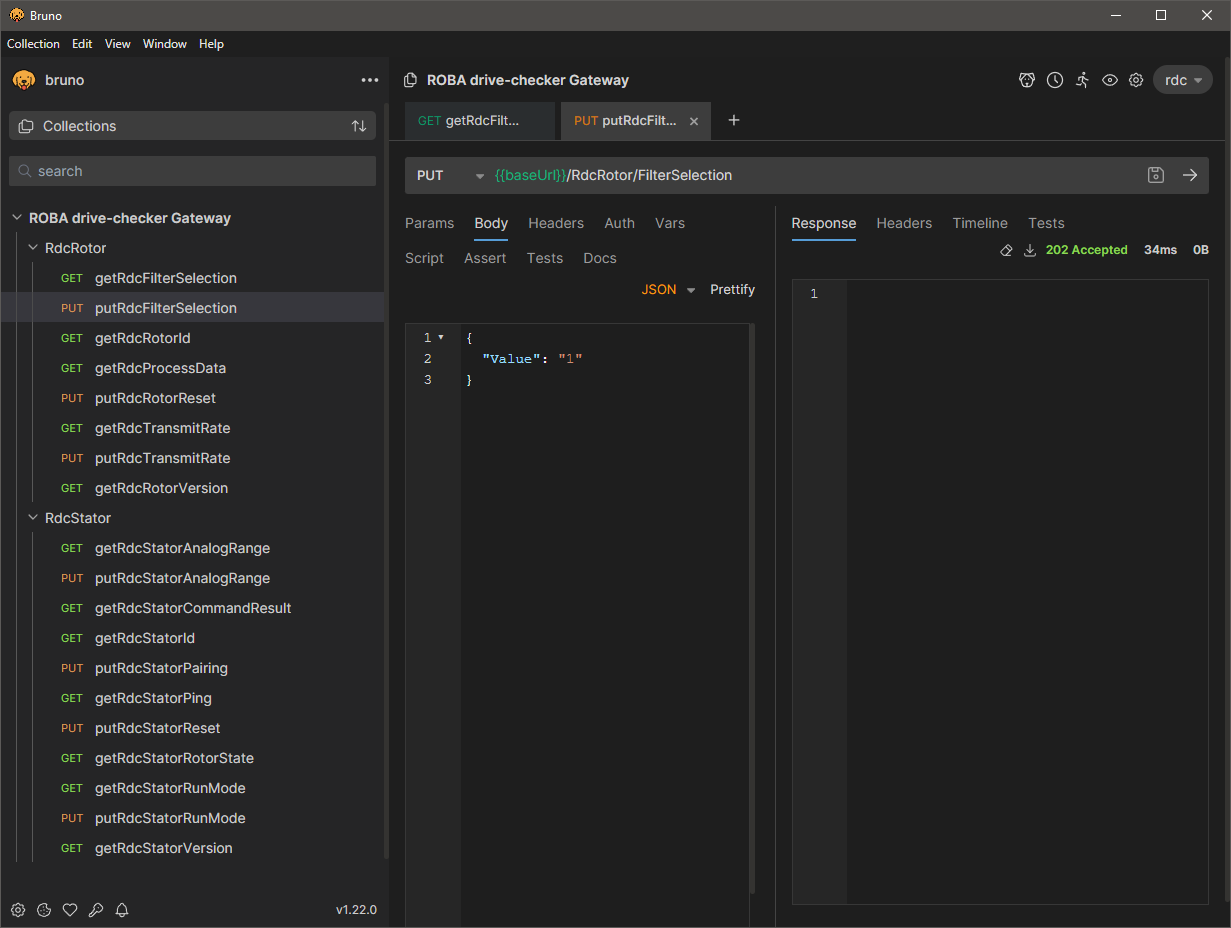 Bruno
Collection Edit View Window Help
bruno
Collections
search
ROBA drive-checker Gateway
RdcRotor
GET getRdcFilterSelection
PUT putRdcFilterSelection
GET getRdcRotorId
GET getRdcProcessData
PUT putRdcRotorReset
GET getRdcTransmitRate
PUT putRdcTransmitRate
GET getRdcRotorVersion
RdcStator
GET getRdcStatorAnalogRange
PUT putRdcStatorAnalogRange
GET getRdcStatorCommandResult
GET getRdcStatorId
PUT putRdcStatorPairing
GET getRdcStatorPing
PUT putRdcStatorReset
GET getRdcStatorRotorState
GET getRdcStatorRunMode
PUT putRdcStatorRunMode
GET getRdcStatorVersion
v1.22.0
ROBA drive-checker Gateway
rdc
GET getRdcFilt...
PUT putRdcFilt...
PUT {{baseUrl}}/RdcRotor/FilterSelection
Params Body Headers Auth Vars
Script Assert Tests Docs
JSON Prettify
1 {
2 "Value": "1"
3 }
Response Headers Timeline Tests
202 Accepted 34ms 0B
1